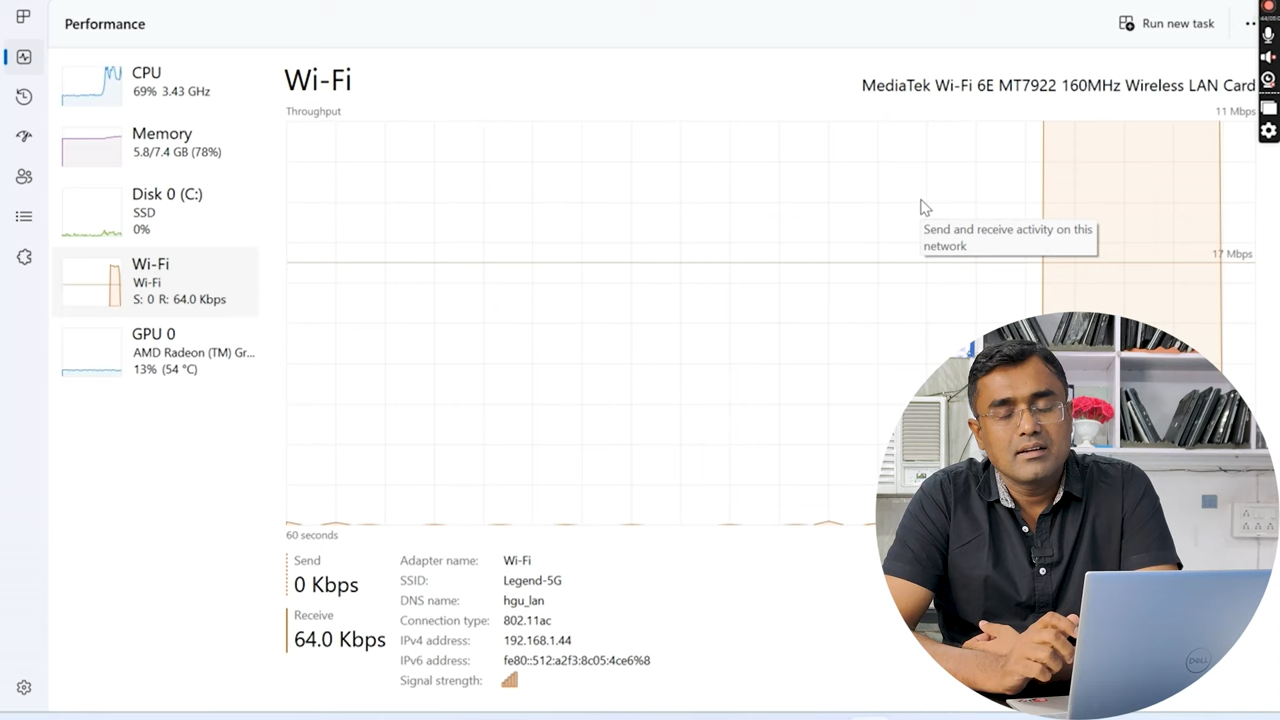 Performance
Run new task
CPU
69% 3.43 GHz
Memory
5.8/7.4 GB (78%)
Disk 0 (C:)
SSD
0%
Wi-Fi
Wi-Fi
S: 0 R: 64.0 Kbps
GPU 0
AMD Radeon (TM) Gr...
13% (54 °C)
Wi-Fi
MediaTek Wi-Fi 6E MT7922 160MHz Wireless LAN Card
Throughput
11 Mbps
Send and receive activity on this
network
17 Mbps
60 seconds
Send
0 Kbps
Receive
64.0 Kbps
Adapter name: Wi-Fi
SSID: Legend-5G
DNS name: hgu_lan
Connection type: 802.11ac
IPv4 address: 192.168.1.44
IPv6 address: fe80::512:a2f3:8c05:4ce6%8
Signal strength:
DELL